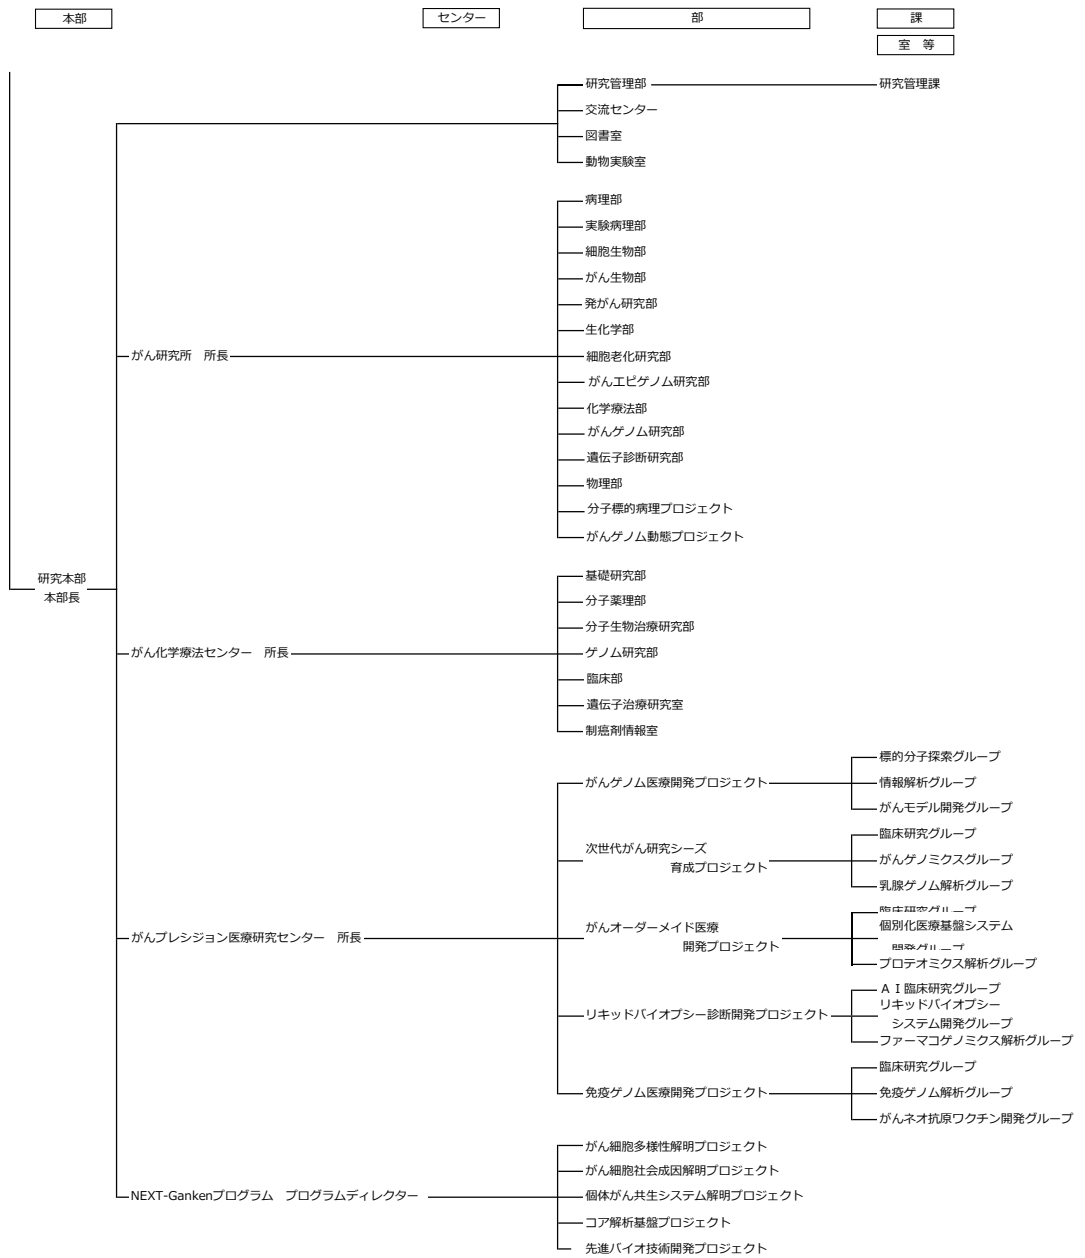 本部
センター
部
課
室　等
研究管理部
研究管理課
交流センター
図書室
動物実験室
病理部
実験病理部
細胞生物部
がん生物部
発がん研究部
生化学部
がん研究所　所長
細胞老化研究部
がんエピゲノム研究部
化学療法部
がんゲノム研究部
遺伝子診断研究部
物理部
分子標的病理プロジェクト
がんゲノム動態プロジェクト
研究本部
本部長
基礎研究部
分子薬理部
分子生物治療研究部
がん化学療法センター　所長
ゲノム研究部
臨床部
遺伝子治療研究室
制癌剤情報室
標的分子探索グループ
がんゲノム医療開発プロジェクト
情報解析グループ
がんモデル開発グループ
臨床研究グループ
次世代がん研究シーズ
育成プロジェクト
がんゲノミクスグループ
乳腺ゲノム解析グループ
臨床研究グループ
がんプレシジョン医療研究センター　所長
がんオーダーメイド医療
開発プロジェクト
個別化医療基盤システム
開発グループ
プロテオミクス解析グループ
ＡＩ臨床研究グループ
リキッドバイオプシー診断開発プロジェクト
リキッドバイオプシー
システム開発グループ
ファーマコゲノミクス解析グループ
臨床研究グループ
免疫ゲノム医療開発プロジェクト
免疫ゲノム解析グループ
がんネオ抗原ワクチン開発グループ
がん細胞多様性解明プロジェクト
がん細胞社会成因解明プロジェクト
NEXT-Gankenプログラム　プログラムディレクター
個体がん共生システム解明プロジェクト
コア解析基盤プロジェクト
先進バイオ技術開発プロジェクト